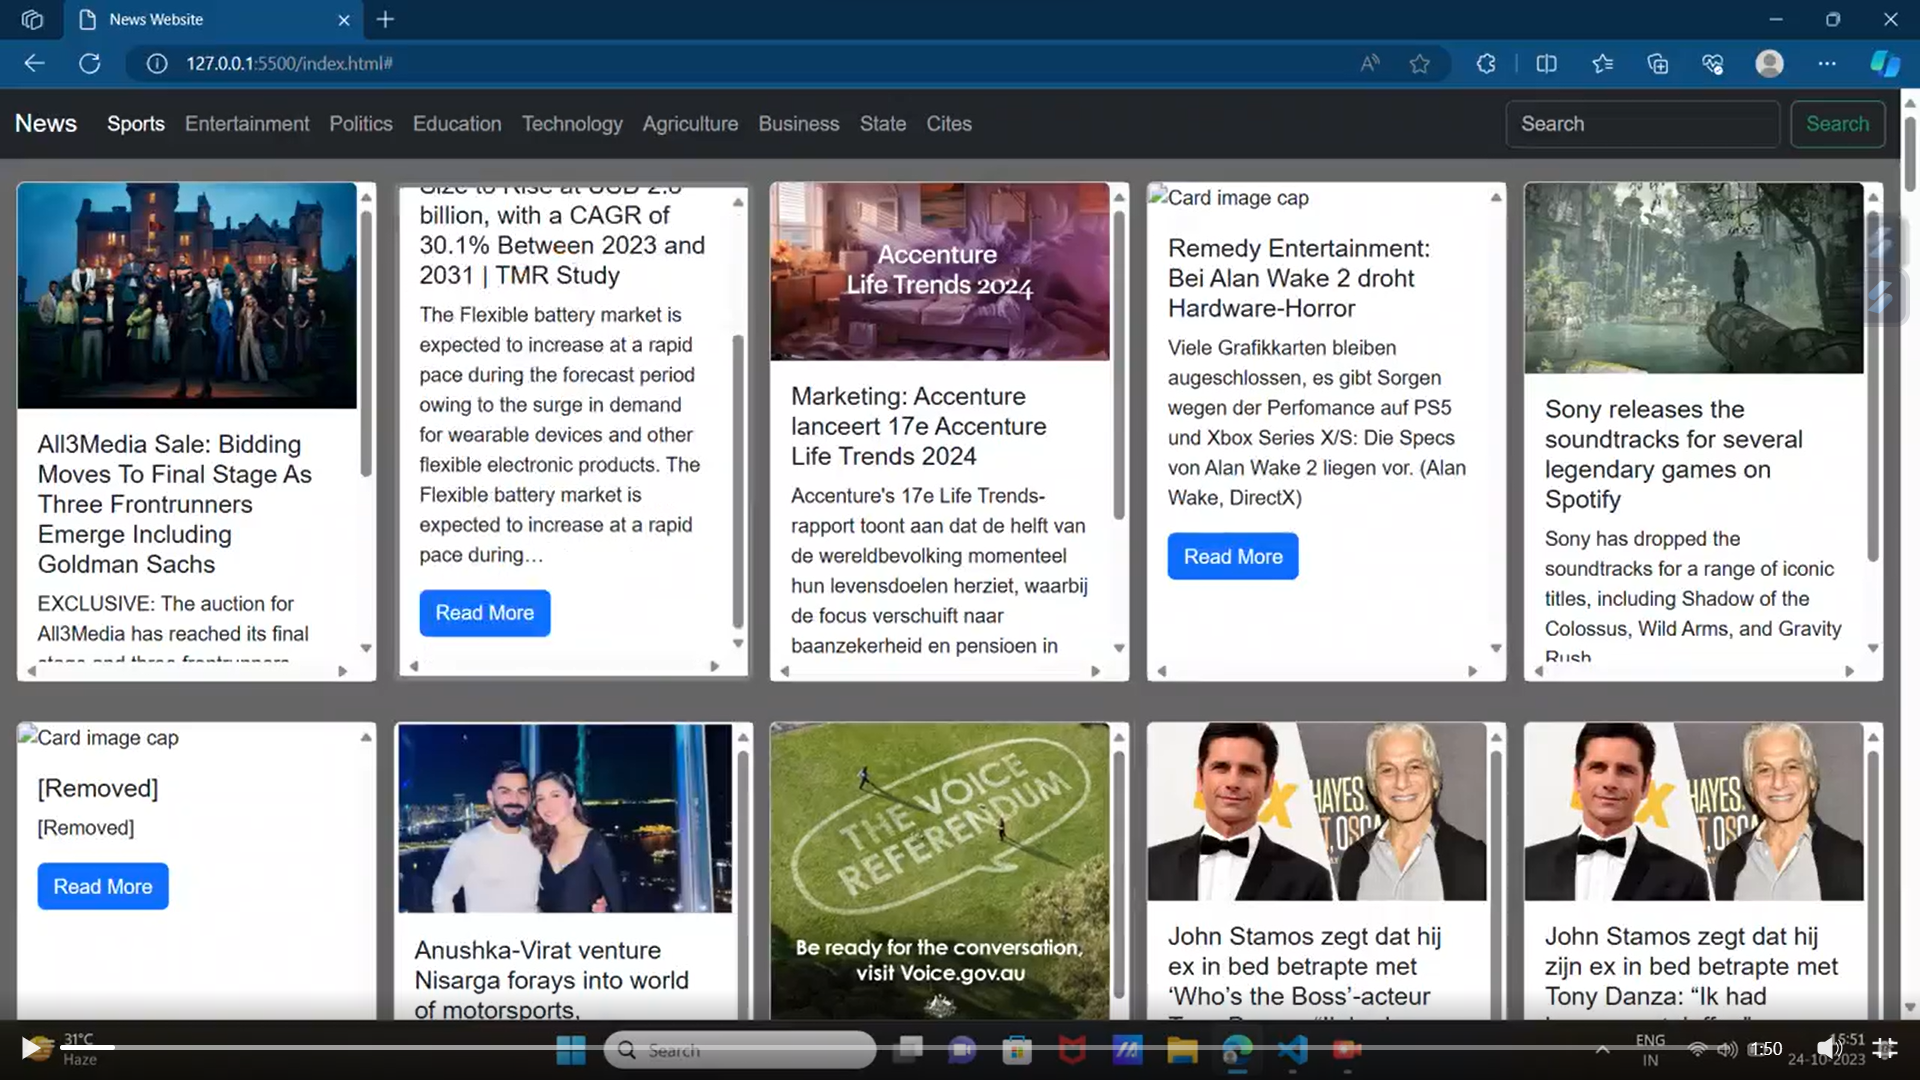 News Website
127.0.0.1:5500/index.html#
News Sports Entertainment Politics Education Technology Agriculture Business State Cites Search Search
All3Media Sale: Bidding
Moves To Final Stage As
Three Frontrunners
Emerge Including
Goldman Sachs
EXCLUSIVE: The auction for
All3Media has reached its final
stage and three frontrunners
Size to Rise at USD 2.8
billion, with a CAGR of
30.1% Between 2023 and
2031 | TMR Study
The Flexible battery market is
expected to increase at a rapid
pace during the forecast period
owing to the surge in demand
for wearable devices and other
flexible electronic products. The
Flexible battery market is
expected to increase at a rapid
pace during…
Read More
Accenture
Life Trends 2024
Marketing: Accenture
lanceert 17e Accenture
Life Trends 2024
Accenture's 17e Life Trends-
rapport toont aan dat de helft van
de wereldbevolking momenteel
hun levensdoelen herziet, waarbij
de focus verschuift naar
baanzekerheid en pensioen in
Card image cap
Remedy Entertainment:
Bei Alan Wake 2 droht
Hardware-Horror
Viele Grafikkarten bleiben
augeschlossen, es gibt Sorgen
wegen der Perfomance auf PS5
und Xbox Series X/S: Die Specs
von Alan Wake 2 liegen vor. (Alan
Wake, DirectX)
Read More
Sony releases the
soundtracks for several
legendary games on
Spotify
Sony has dropped the
soundtracks for a range of iconic
titles, including Shadow of the
Colossus, Wild Arms, and Gravity
Rush
Card image cap
[Removed]
[Removed]
Read More
Anushka-Virat venture
Nisarga forays into world
of motorsports,
THE VOICE
REFERENDUM
Be ready for the conversation,
visit Voice.gov.au
HAYES.
John Stamos zegt dat hij
ex in bed betrapte met
‘Who’s the Boss’-acteur
HAYES.
John Stamos zegt dat hij
zijn ex in bed betrapte met
Tony Danza: “Ik had
31°C
Haze
Search
ENG
IN
1:50
15:51
24-10-2023